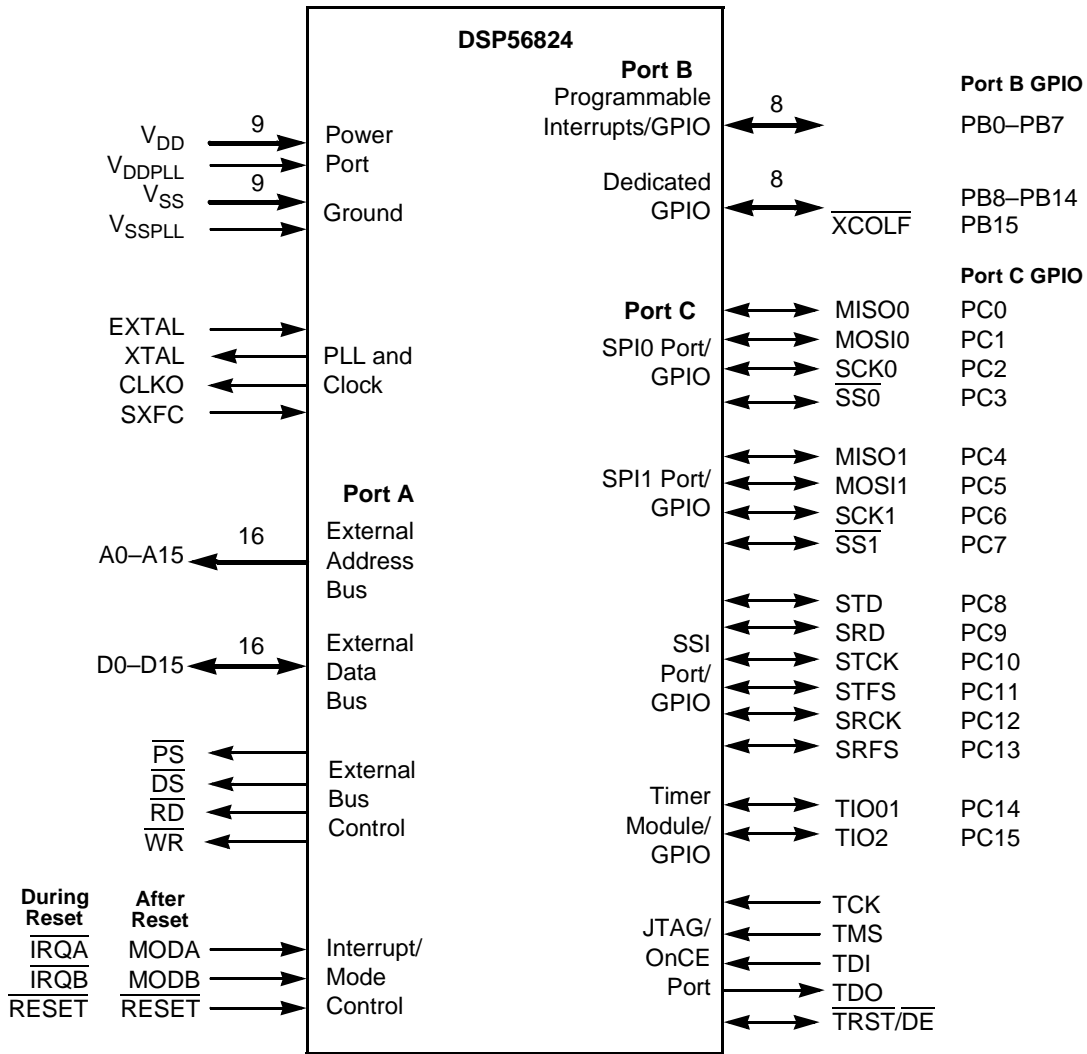 DSP56824
Port B
Programmable
Interrupts/GPIO
8
Port B GPIO
PB0–PB7
Dedicated
GPIO
8
PB8–PB14
XCOLF PB15
VDD 9
VDDPLL
Power
Port
VSS 9
VSSPLL
Ground
EXTAL
XTAL
CLKO
SXFC
PLL and
Clock
Port A
A0–A15 16
External
Address
Bus
D0–D15 16
External
Data
Bus
PS
DS
RD
WR
External
Bus
Control
During
Reset
After
Reset
IRQA MODA
IRQB MODB
RESET RESET
Interrupt/
Mode
Control
Port C GPIO
Port C
SPI0 Port/
GPIO
MISO0 PC0
MOSI0 PC1
SCK0 PC2
SS0 PC3
SPI1 Port/
GPIO
MISO1 PC4
MOSI1 PC5
SCK1 PC6
SS1 PC7
SSI
Port/
GPIO
STD PC8
SRD PC9
STCK PC10
STFS PC11
SRCK PC12
SRFS PC13
Timer
Module/
GPIO
TIO01 PC14
TIO2 PC15
JTAG/
OnCE
Port
TCK
TMS
TDI
TDO
TRST/DE